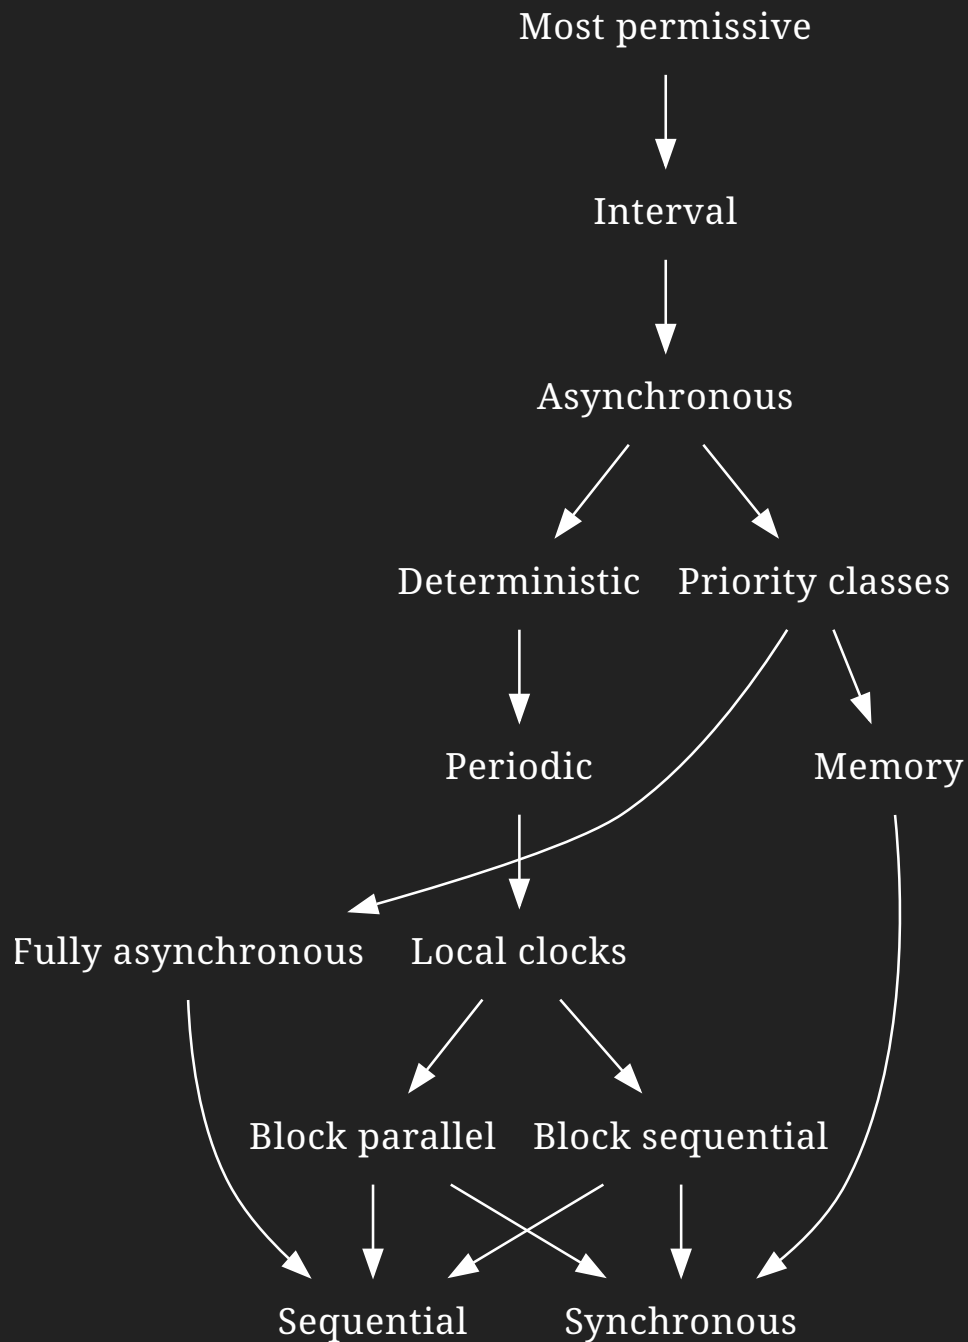 Most permissive
Interval
Asynchronous
Deterministic
Priority classes
Periodic
Memory
Fully asynchronous
Local clocks
Block parallel
Block sequential
Sequential
Synchronous